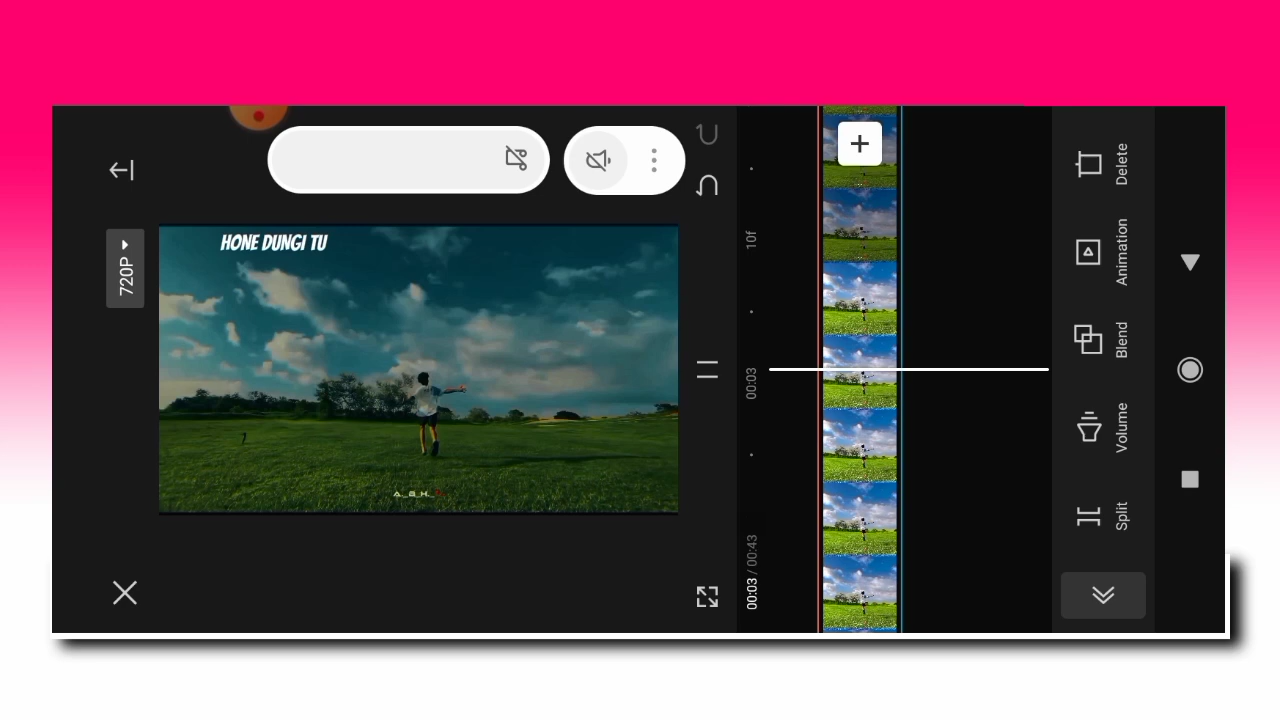 720P
HONE DUNGI TU
10f
00:03
00:03 / 00:43
Delete
Animation
Blend
Volume
Split